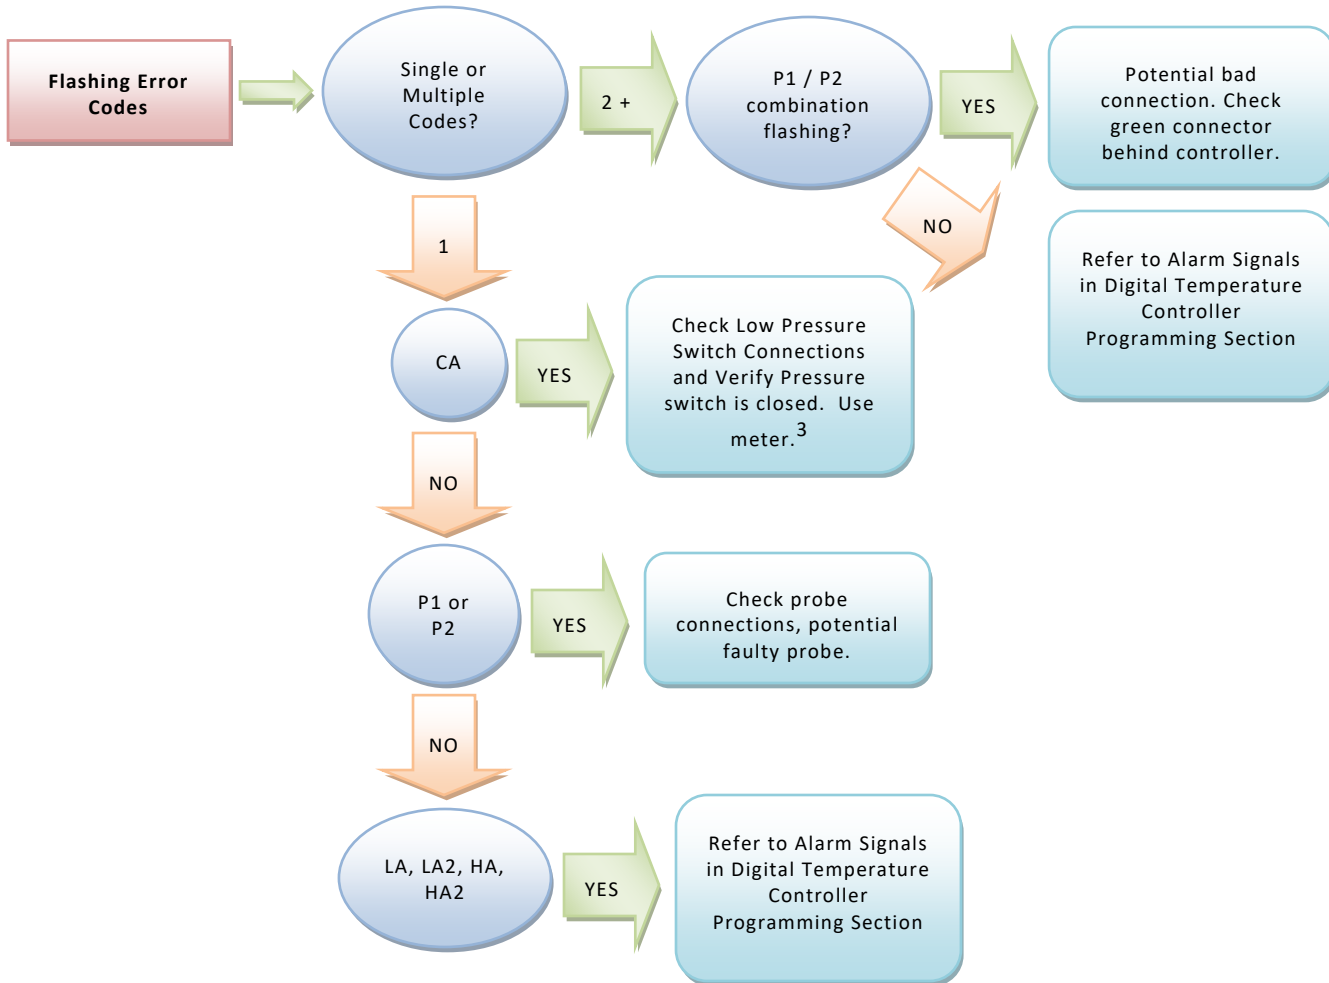 Flashing Error
Codes
Single or
Multiple
Codes?
2 +
P1 / P2
combination
flashing?
YES
Potential bad
connection. Check
green connector
behind controller.
NO
Refer to Alarm Signals
in Digital Temperature
Controller
Programming Section
1
CA
YES
Check Low Pressure
Switch Connections
and Verify Pressure
switch is closed.  Use
meter.3
NO
P1 or
P2
YES
Check probe
connections, potential
faulty probe.
NO
LA, LA2, HA,
HA2
YES
Refer to Alarm Signals
in Digital Temperature
Controller
Programming Section